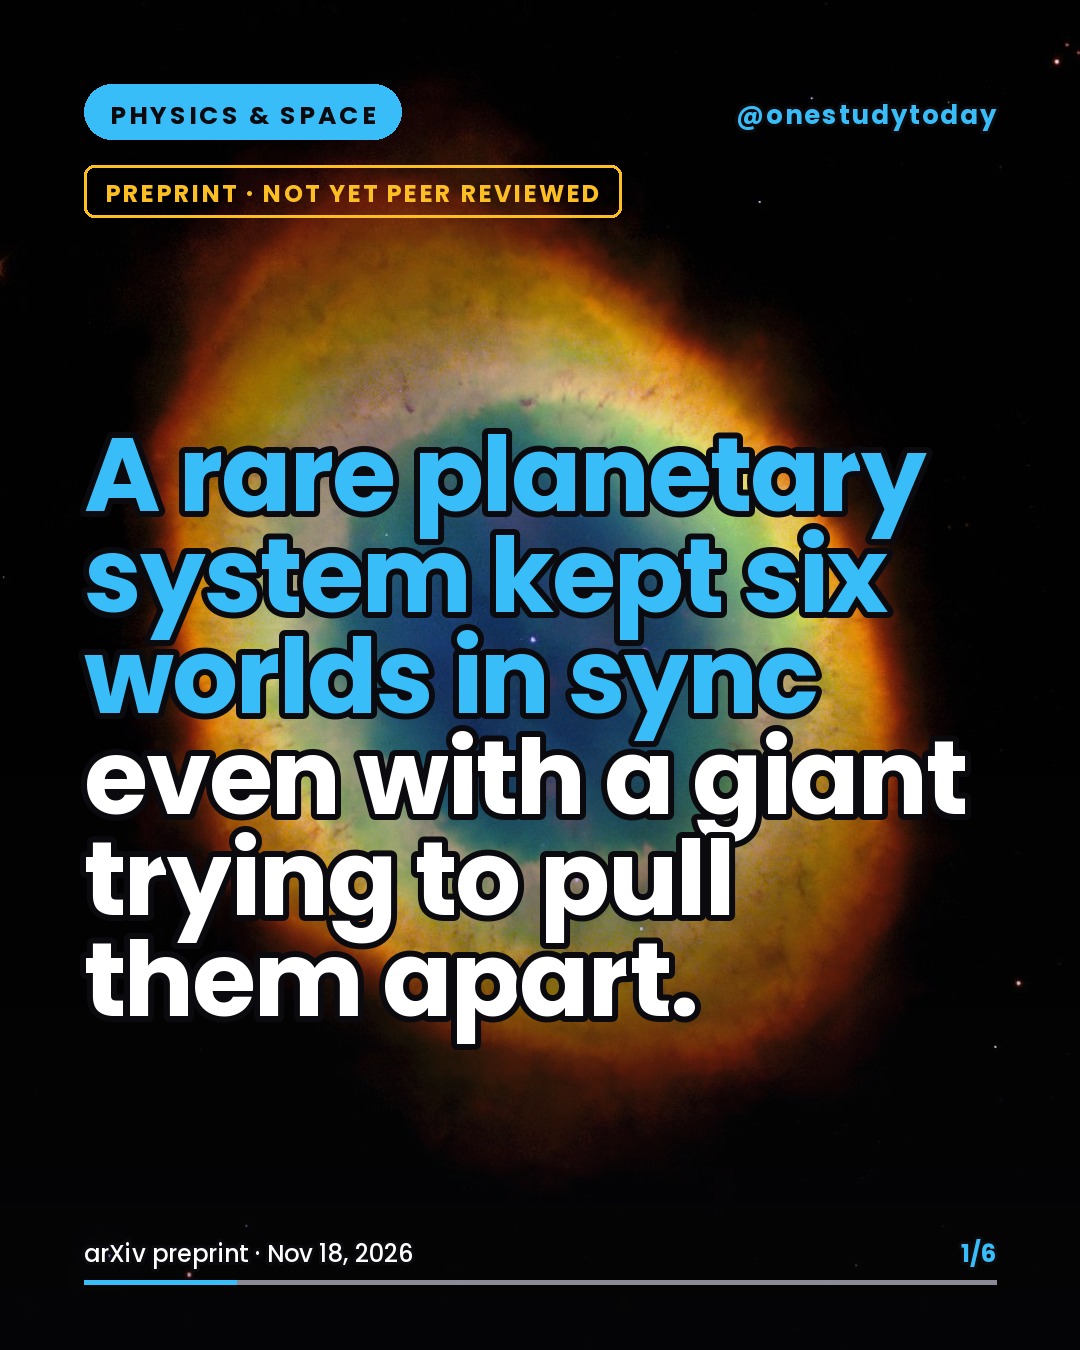 PHYSICS & SPACE
@onestudytoday
PREPRINT · NOT YET PEER REVIEWED
A rare planetary
system kept six
worlds in sync
even with a giant
trying to pull
them apart.
arXiv preprint · Nov 18, 2026
1/6